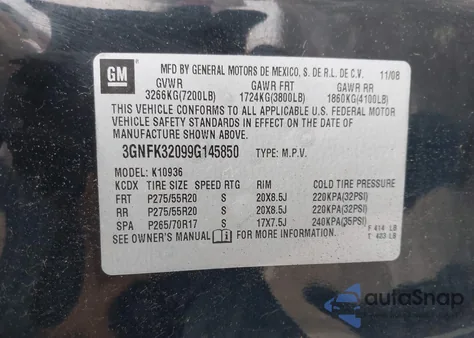 GM
MFD BY GENERAL MOTORS DE MEXICO, S. DE R.L. DE C.V. 11/08
GVWR GAWR FRT GAWR RR
3266KG(7200LB) 1724KG(3800LB) 1860KG(4100LB)
THIS VEHICLE CONFORMS TO ALL APPLICABLE U.S. FEDERAL MOTOR
VEHICLE SAFETY STANDARDS IN EFFECT ON THE DATE OF
MANUFACTURE SHOWN ABOVE.
3GNFK32099G145850 TYPE: M.P.V.
MODEL: K10936
KCDX TIRE SIZE SPEED RTG RIM COLD TIRE PRESSURE
FRT P275/55R20 S 20X8.5J 220KPA(32PSI)
RR P275/55R20 S 20X8.5J 220KPA(32PSI)
SPA P265/70R17 S 17X7.5J 240KPA(35PSI)
SEE OWNER'S MANUAL FOR MORE INFORMATION.
F 414 LB
T 403 LB
autoSnap